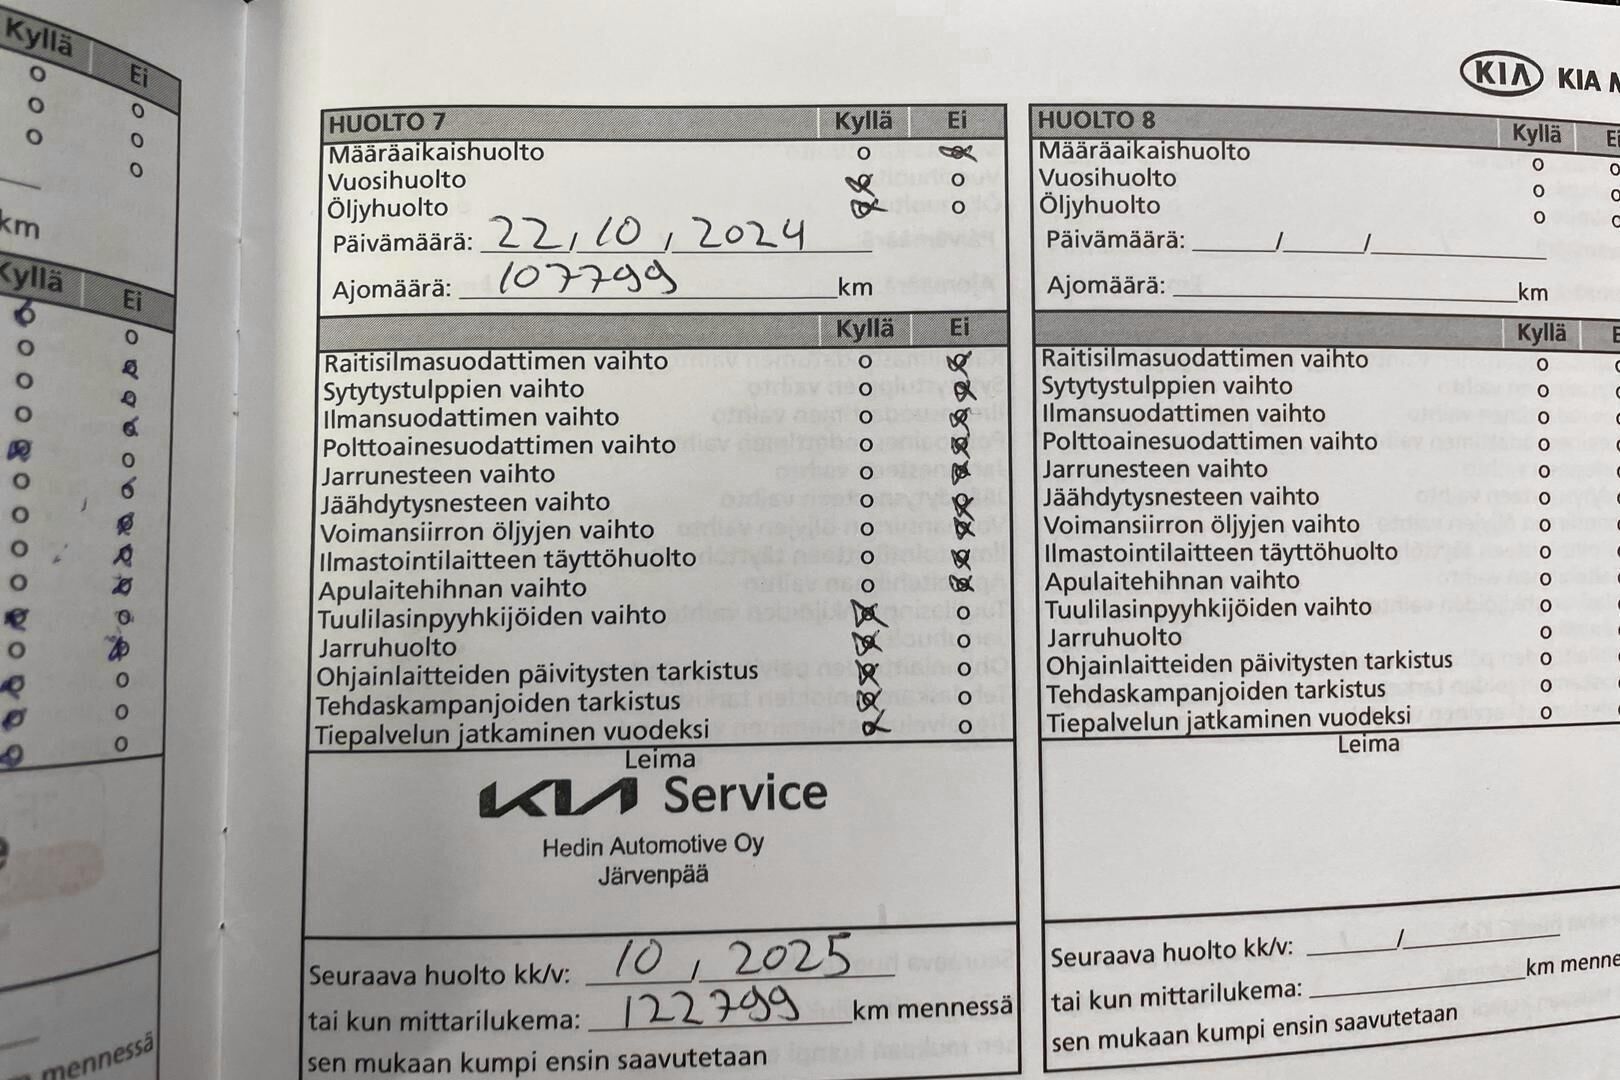 Kyllä Ei
km
Kyllä Ei
mennessä
HUOLTO 7 Kyllä Ei
Määräaikaishuolto
Vuosihuolto
Öljyhuolto
Päivämäärä: 22 / 10 / 2024
Ajomäärä: 107799 km
Kyllä Ei
Raitisilmasuodattimen vaihto
Sytytystulppien vaihto
Ilmansuodattimen vaihto
Polttoainesuodattimen vaihto
Jarrunesteen vaihto
Jäähdytysnesteen vaihto
Voimansiirron öljyjen vaihto
Ilmastointilaitteen täyttöhuolto
Apulaitehihnan vaihto
Tuulilasinpyyhkijöiden vaihto
Jarruhuolto
Ohjainlaitteiden päivitysten tarkistus
Tehdaskampanjoiden tarkistus
Tiepalvelun jatkaminen vuodeksi
Leima
KIA Service
Hedin Automotive Oy
Järvenpää
Seuraava huolto kk/v: 10 / 2025
tai kun mittarilukema: 122799 km mennessä
sen mukaan kumpi ensin saavutetaan
KIA KIA
HUOLTO 8 Kyllä
Määräaikaishuolto
Vuosihuolto
Öljyhuolto
Päivämäärä: / /
Ajomäärä: km
Kyllä
Raitisilmasuodattimen vaihto
Sytytystulppien vaihto
Ilmansuodattimen vaihto
Polttoainesuodattimen vaihto
Jarrunesteen vaihto
Jäähdytysnesteen vaihto
Voimansiirron öljyjen vaihto
Ilmastointilaitteen täyttöhuolto
Apulaitehihnan vaihto
Tuulilasinpyyhkijöiden vaihto
Jarruhuolto
Ohjainlaitteiden päivitysten tarkistus
Tehdaskampanjoiden tarkistus
Tiepalvelun jatkaminen vuodeksi
Leima
Seuraava huolto kk/v: /
tai kun mittarilukema: km menne
sen mukaan kumpi ensin saavutetaan